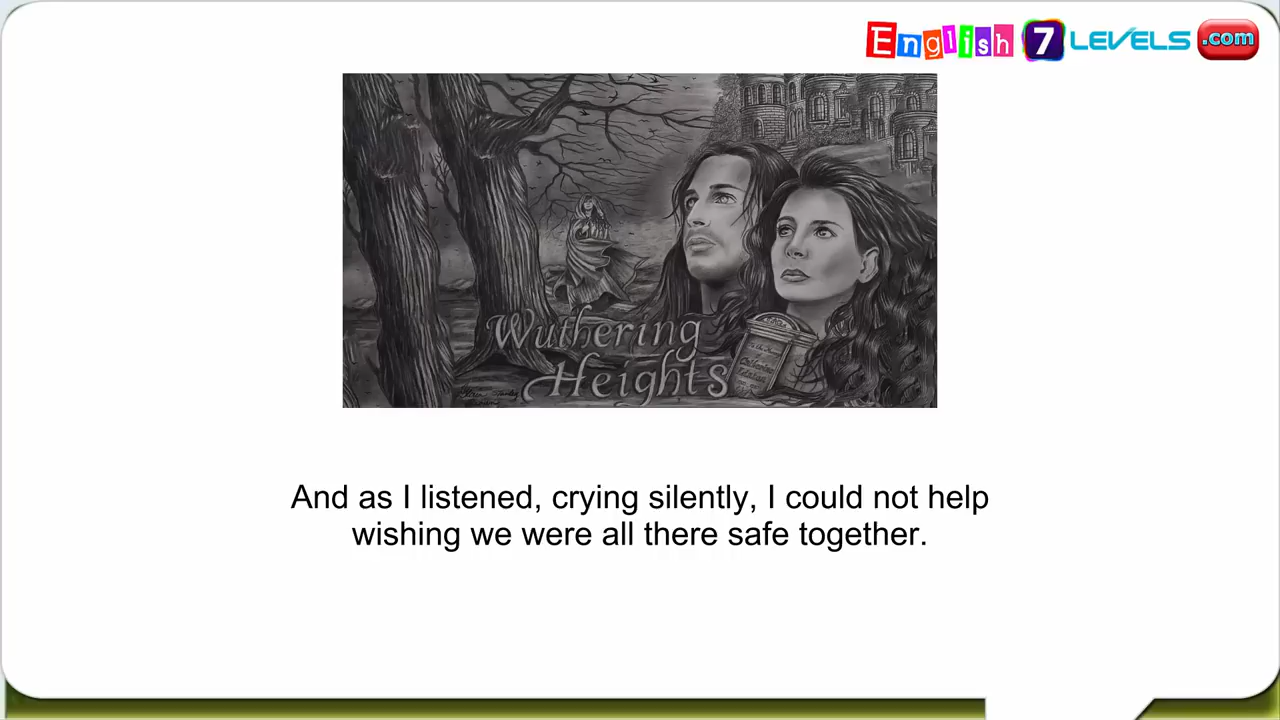 English 7 LEVELS .com
Wuthering
Heights
And as I listened, crying silently, I could not help
wishing we were all there safe together.